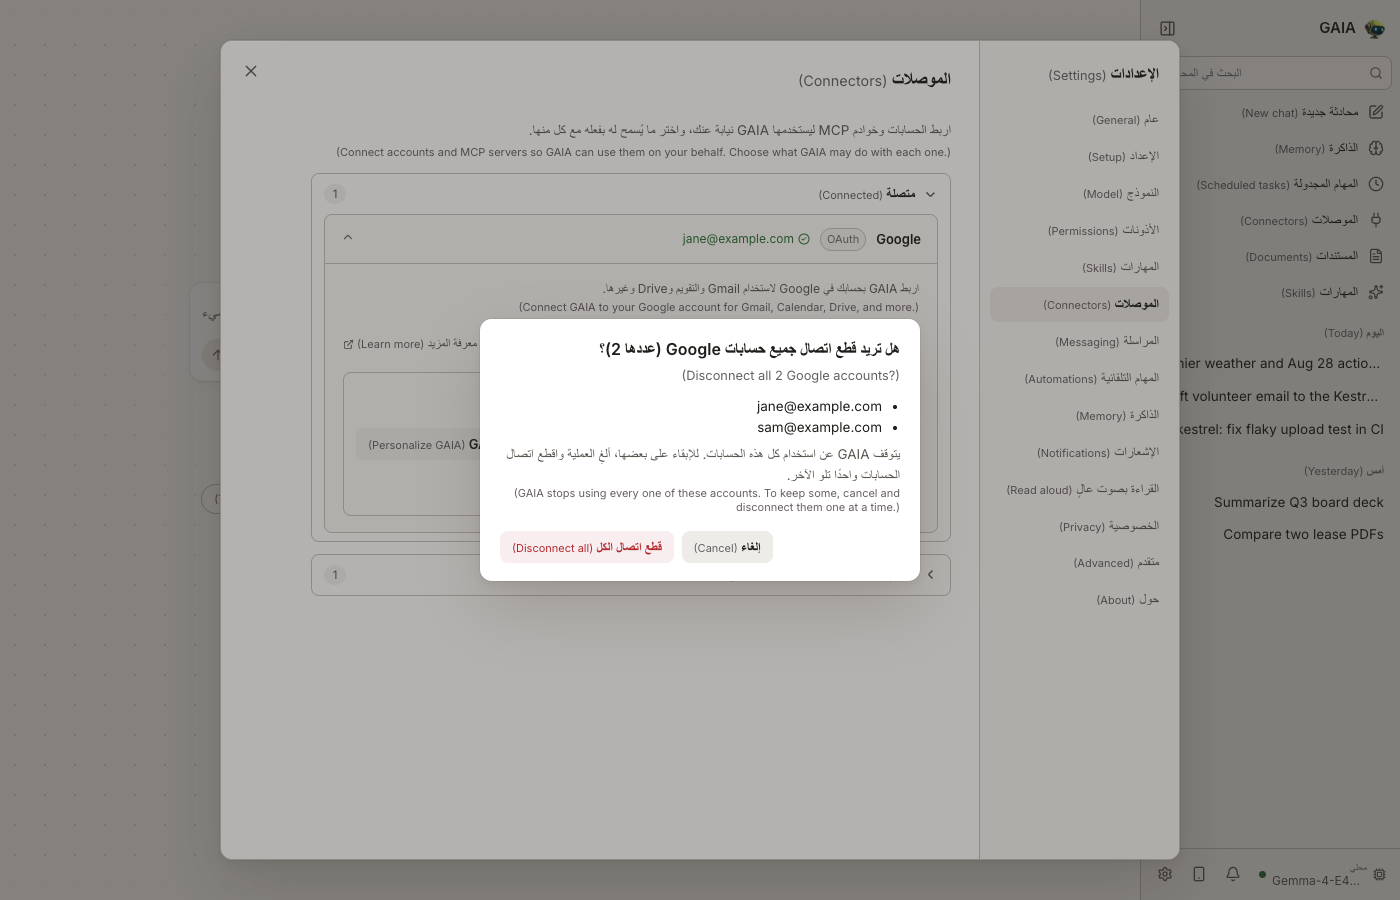 GAIA
البحث في المح
محادثة جديدة (New chat)
الذاكرة (Memory)
المهام المجدولة (Scheduled tasks)
الموصلات (Connectors)
المستندات (Documents)
المهارات (Skills)
اليوم (Today)
nier weather and Aug 28 actio...
ft volunteer email to the Kestr...
kestrel: fix flaky upload test in CI
أمس (Yesterday)
Summarize Q3 board deck
Compare two lease PDFs
محلي
Gemma-4-E4...
الإعدادات (Settings)
عام (General)
الإعداد (Setup)
النموذج (Model)
الأذونات (Permissions)
المهارات (Skills)
الموصلات (Connectors)
المراسلة (Messaging)
المهام التلقائية (Automations)
الذاكرة (Memory)
الإشعارات (Notifications)
القراءة بصوت عالٍ (Read aloud)
الخصوصية (Privacy)
متقدم (Advanced)
حول (About)
الموصلات (Connectors)
اربط الحسابات وخوادم MCP ليستخدمها GAIA نيابة عنك، واختر ما يُسمح له بفعله مع كل منها.
(Connect accounts and MCP servers so GAIA can use them on your behalf. Choose what GAIA may do with each one.)
متصلة (Connected) 1
Google OAuth jane@example.com
اربط GAIA بحسابك في Google لاستخدام Gmail والتقويم وDrive وغيرها.
(Connect GAIA to your Google account for Gmail, Calendar, Drive, and more.)
معرفة المزيد (Learn more)
(Personalize GAIA)
هل تريد قطع اتصال جميع حسابات Google (عددها 2)؟
(Disconnect all 2 Google accounts?)
• jane@example.com
• sam@example.com
يتوقف GAIA عن استخدام كل هذه الحسابات. للإبقاء على بعضها، ألغِ العملية واقطع اتصال
الحسابات واحدًا تلو الآخر.
(GAIA stops using every one of these accounts. To keep some, cancel and
disconnect them one at a time.)
إلغاء (Cancel)
قطع اتصال الكل (Disconnect all)
1